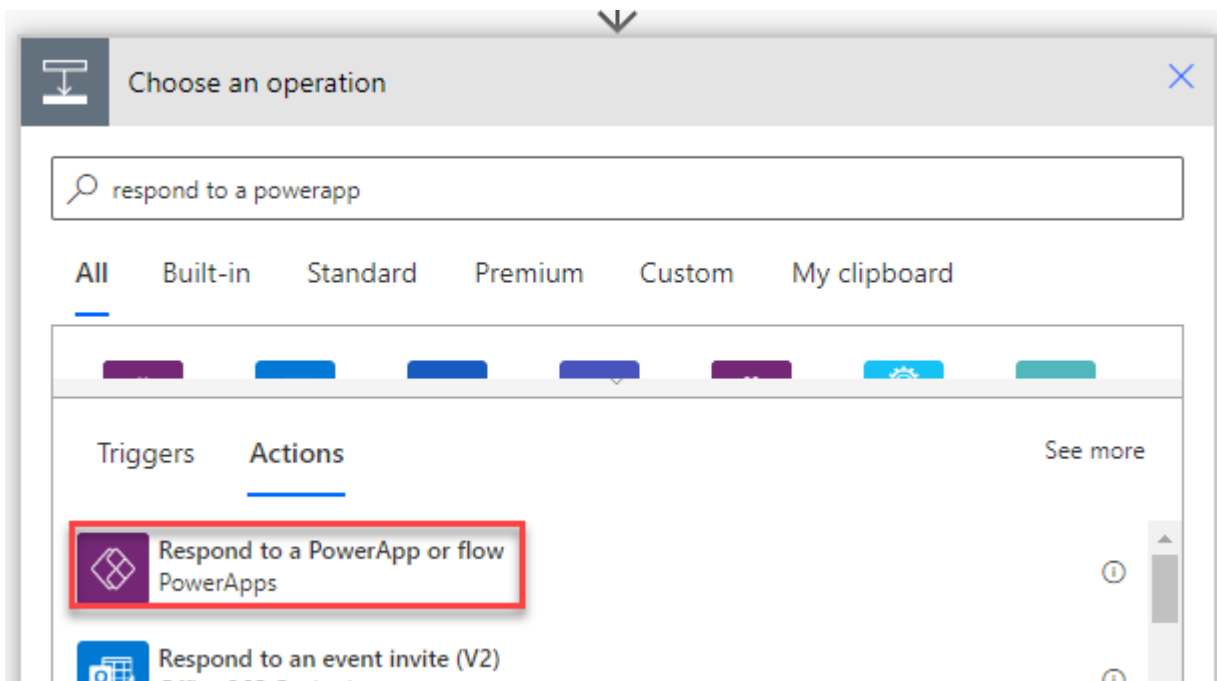 Choose an operation
respond to a powerapp
All Built-in Standard Premium Custom My clipboard
Triggers Actions See more
Respond to a PowerApp or flow
PowerApps
Respond to an event invite (V2)